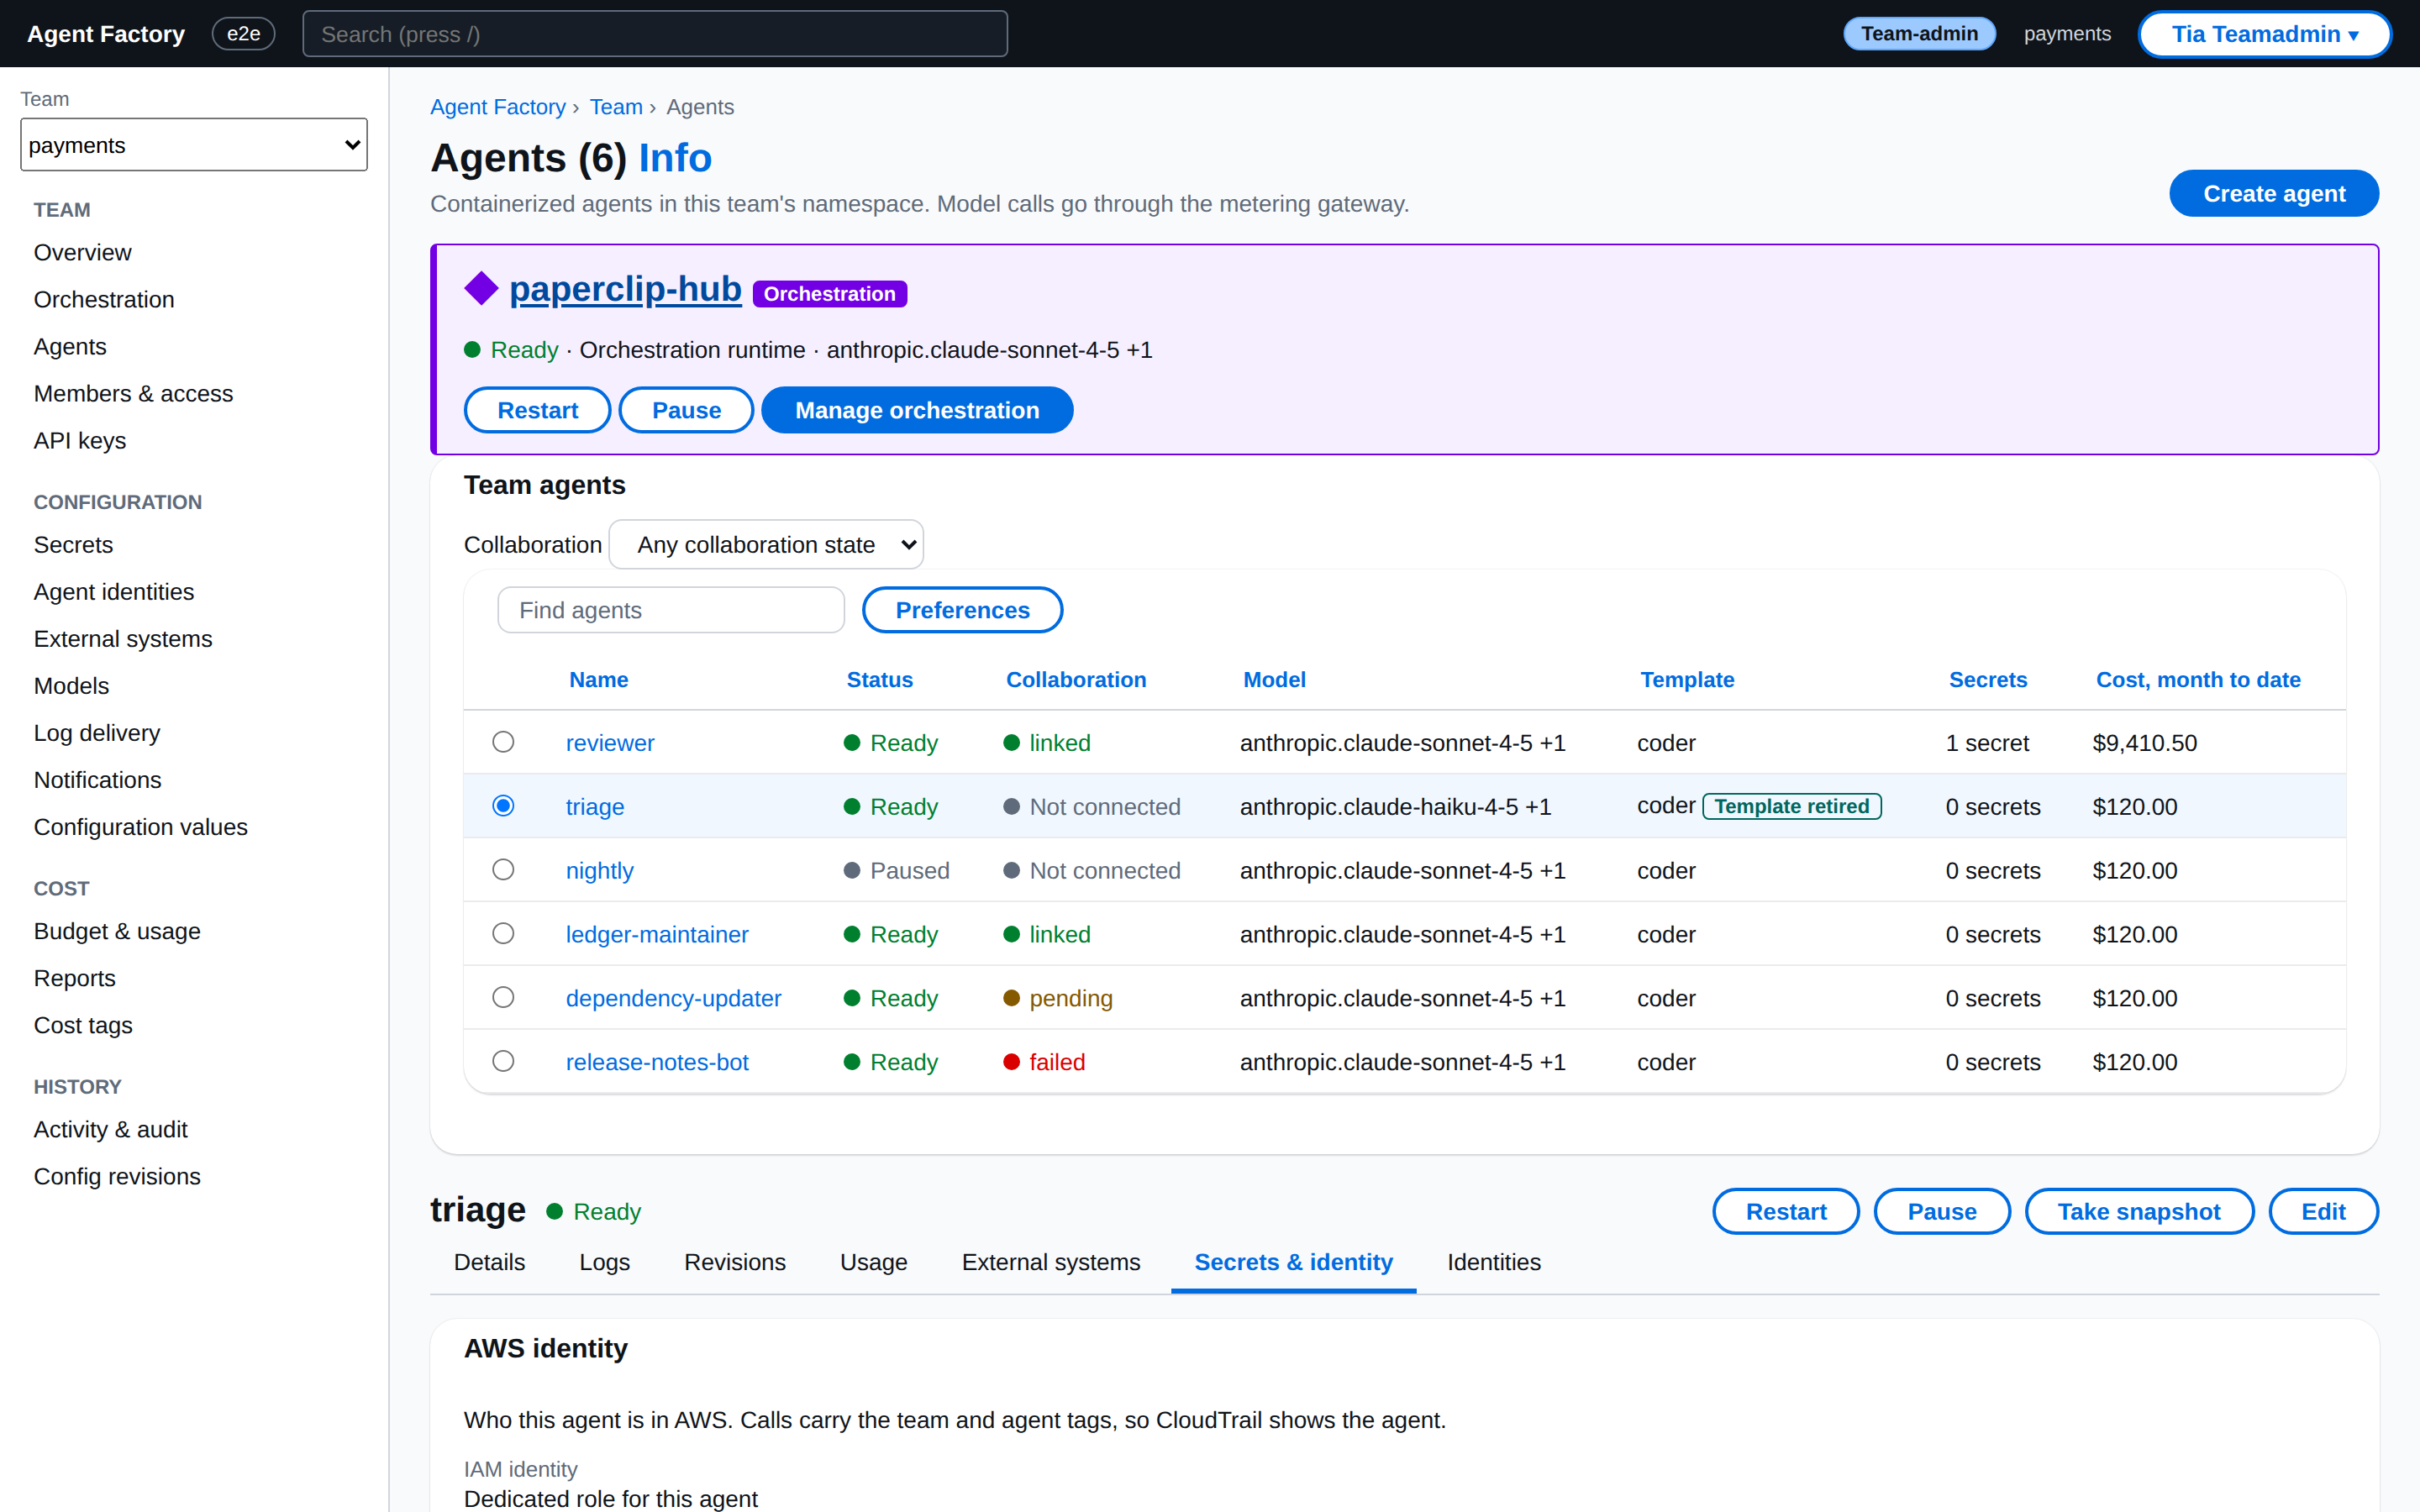 Agent Factory e2e Search (press /) Team-admin payments Tia Teamadmin ▾
Team
payments
TEAM
Overview
Orchestration
Agents
Members & access
API keys
CONFIGURATION
Secrets
Agent identities
External systems
Models
Log delivery
Notifications
Configuration values
COST
Budget & usage
Reports
Cost tags
HISTORY
Activity & audit
Config revisions
Agent Factory › Team › Agents
Agents (6) Info
Containerized agents in this team's namespace. Model calls go through the metering gateway.
Create agent
paperclip-hub Orchestration
Ready · Orchestration runtime · anthropic.claude-sonnet-4-5 +1
Restart Pause Manage orchestration
Team agents
Collaboration Any collaboration state
Find agents Preferences
Name Status Collaboration Model Template Secrets Cost, month to date
reviewer Ready linked anthropic.claude-sonnet-4-5 +1 coder 1 secret $9,410.50
triage Ready Not connected anthropic.claude-haiku-4-5 +1 coder Template retired 0 secrets $120.00
nightly Paused Not connected anthropic.claude-sonnet-4-5 +1 coder 0 secrets $120.00
ledger-maintainer Ready linked anthropic.claude-sonnet-4-5 +1 coder 0 secrets $120.00
dependency-updater Ready pending anthropic.claude-sonnet-4-5 +1 coder 0 secrets $120.00
release-notes-bot Ready failed anthropic.claude-sonnet-4-5 +1 coder 0 secrets $120.00
triage Ready Restart Pause Take snapshot Edit
Details Logs Revisions Usage External systems Secrets & identity Identities
AWS identity
Who this agent is in AWS. Calls carry the team and agent tags, so CloudTrail shows the agent.
IAM identity
Dedicated role for this agent